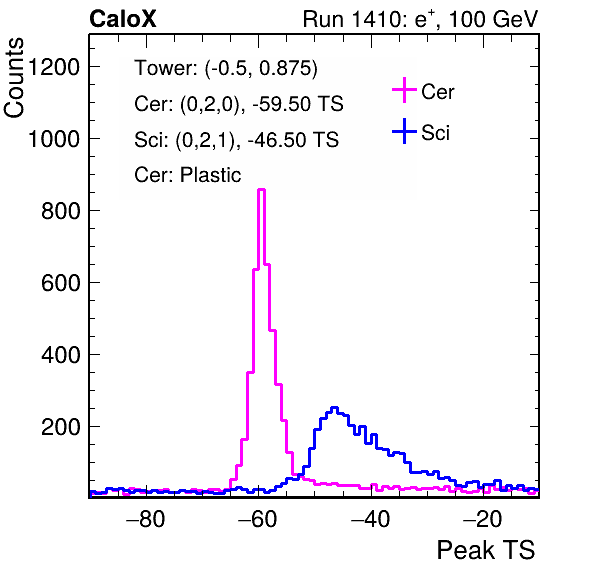 CaloX
Run 1410: e⁺, 100 GeV
Counts
Tower: (-0.5, 0.875)
Cer: (0,2,0), -59.50 TS
Sci: (0,2,1), -46.50 TS
Cer: Plastic
Cer
Sci
1200
1000
800
600
400
200
−80 −60 −40 −20
Peak TS